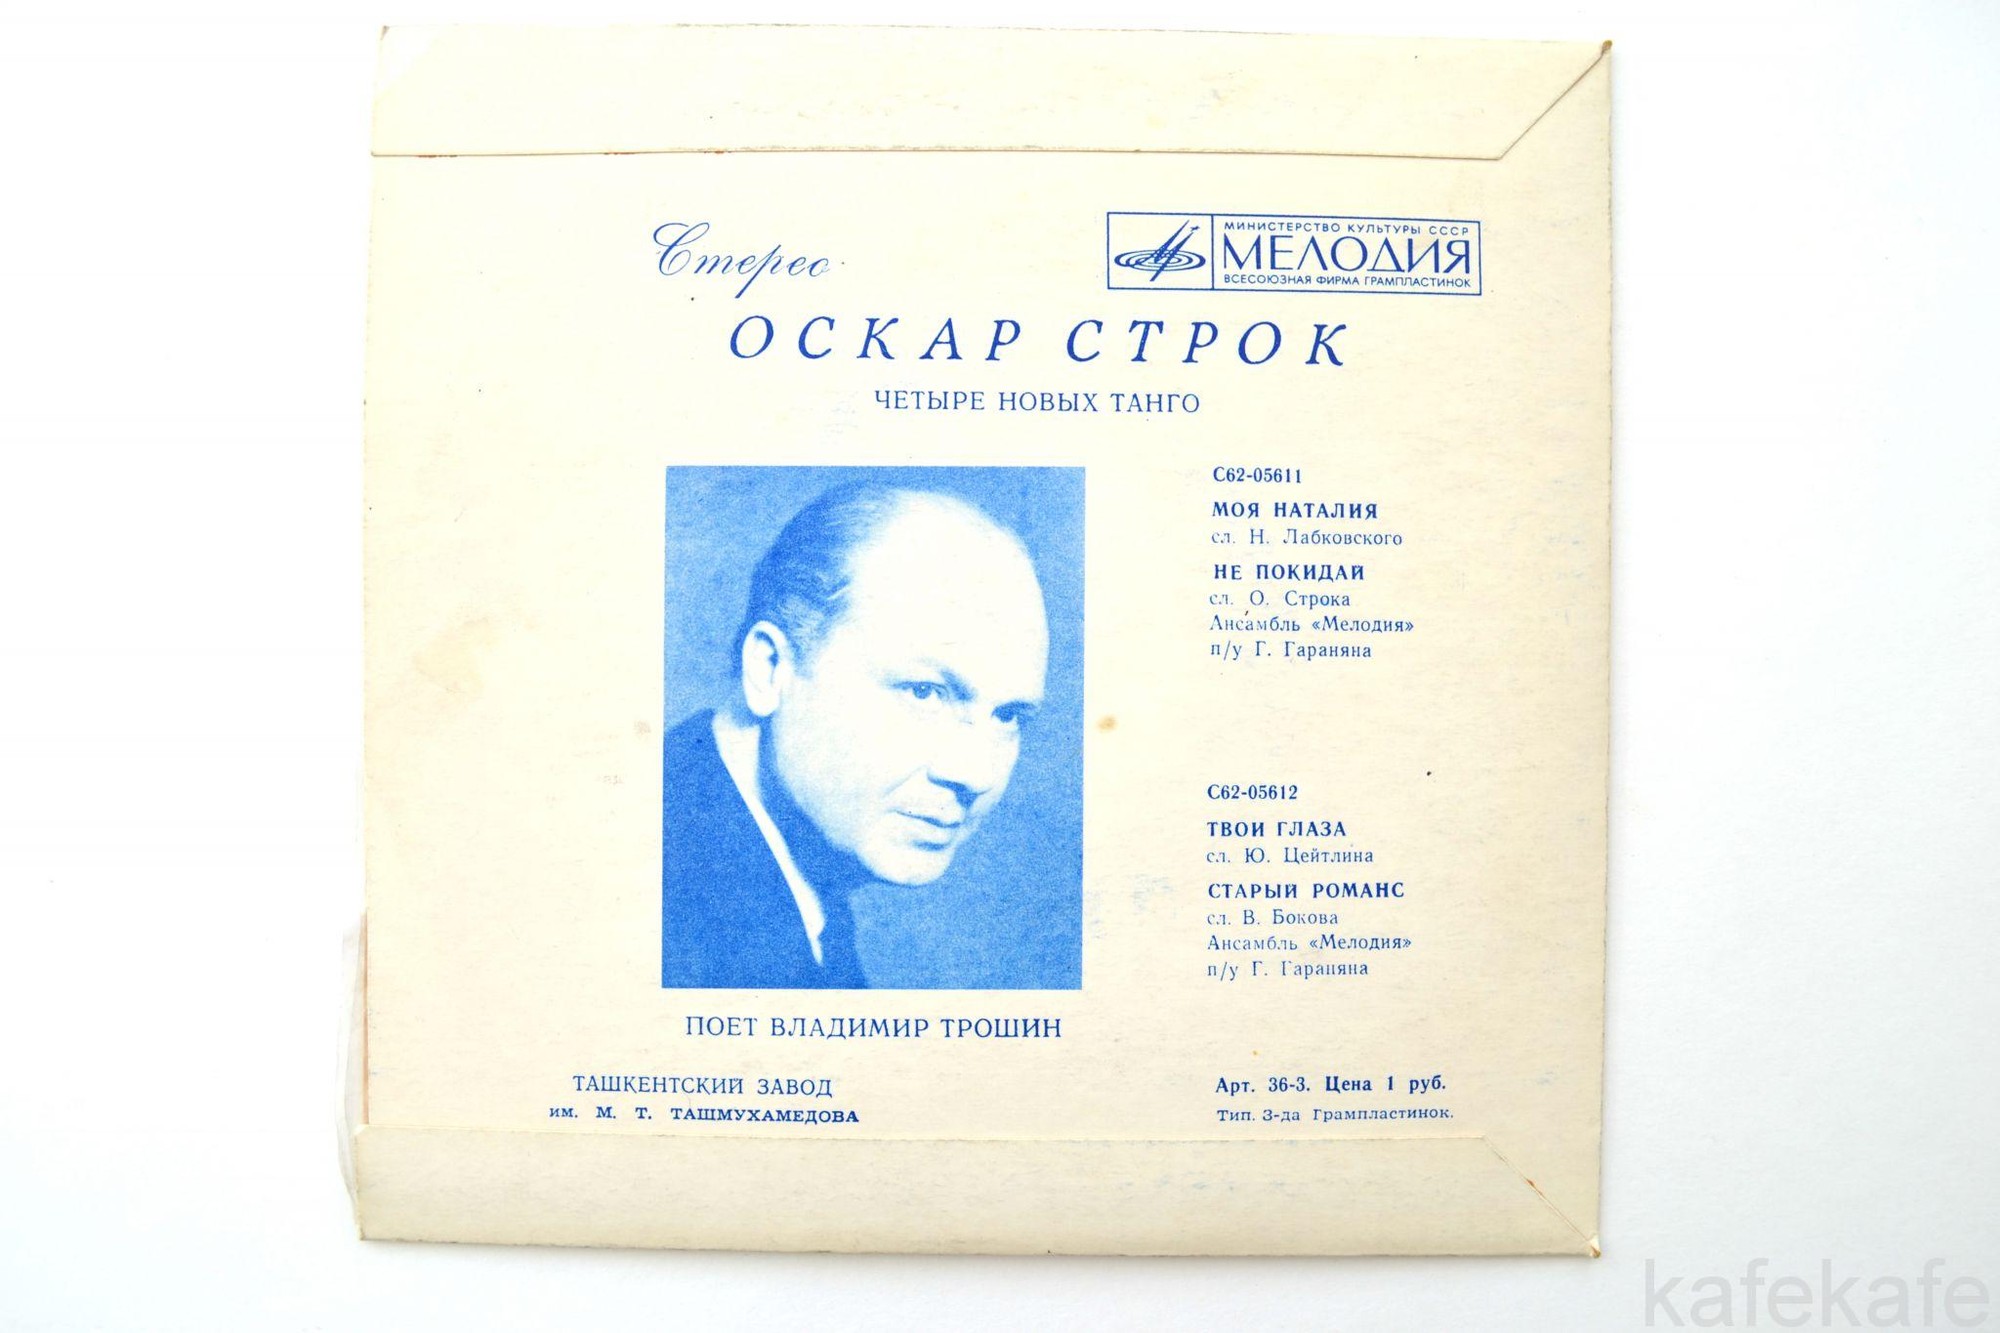 Стерео
МИНИСТЕРСТВО КУЛЬТУРЫ СССР
МЕЛОДИЯ
ВСЕСОЮЗНАЯ ФИРМА ГРАМПЛАСТИНОК
ОСКАР СТРОК
ЧЕТЫРЕ НОВЫХ ТАНГО
С62-05611
МОЯ НАТАЛИЯ
сл. Н. Лабковского
НЕ ПОКИДАЙ
сл. О. Строка
Ансамбль «Мелодия»
п/у Г. Гараняна
С62-05612
ТВОИ ГЛАЗА
сл. Ю. Цейтлина
СТАРЫЙ РОМАНС
сл. В. Бокова
Ансамбль «Мелодия»
п/у Г. Гараняна
ПОЕТ ВЛАДИМИР ТРОШИН
ТАШКЕНТСКИЙ ЗАВОД
им. М. Т. ТАШМУХАМЕДОВА
Арт. 36-3. Цена 1 руб.
Тип. З-да Грампластинок.
kafekafe